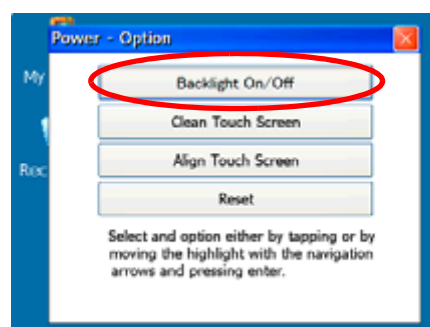 Power - Option
My
Backlight On/Off
Clean Touch Screen
Rec
Align Touch Screen
Reset
Select and option either by tapping or by
moving the highlight with the navigation
arrows and pressing enter.